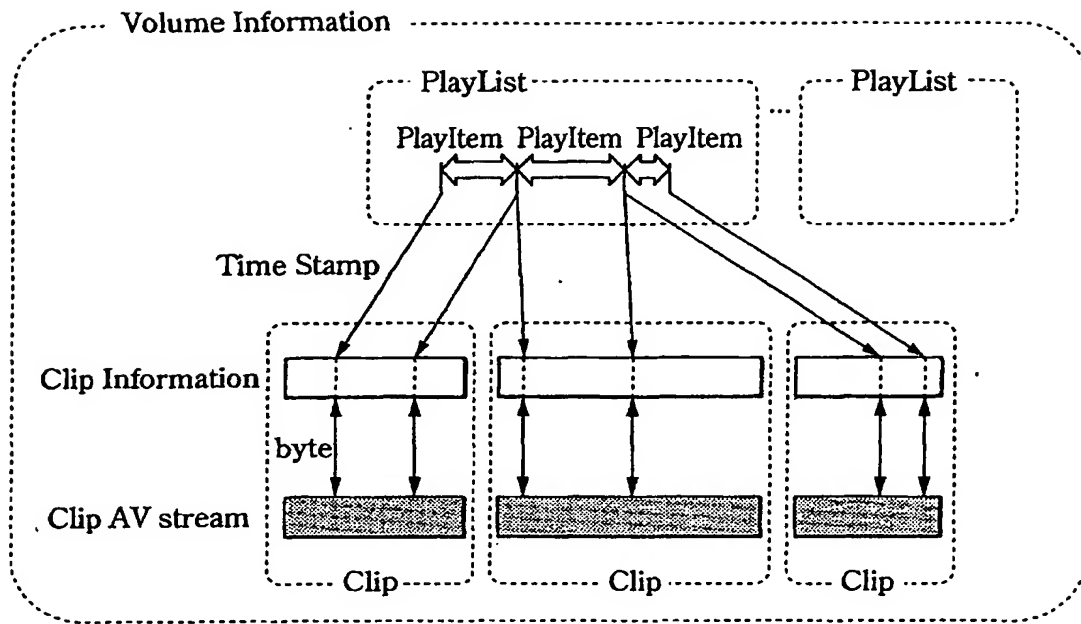 Volume Information
PlayList
...
PlayList
PlayItem PlayItem PlayItem
Time Stamp
Clip Information
byte
Clip AV stream
Clip
Clip
Clip